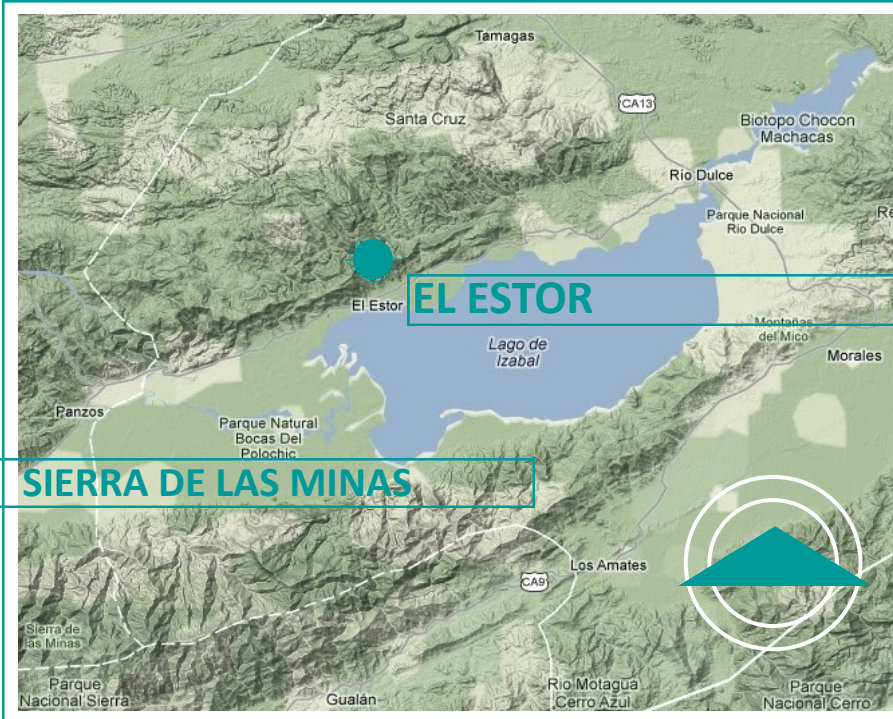 Tamagas
CA13
Santa Cruz
Biotopo Chocon
Machacas
Río Dulce
Parque Nacional
Rio Dulce
Re
El Estor
EL ESTOR
Montañas
del Mico
Lago de
Izabal
Morales
Panzos
Parque Natural
Bocas Del
Polochic
SIERRA DE LAS MINAS
Los Amates
CA9
Sierra de
las Minas
Parque
Nacional Sierra
Gualán
Rio Motagua
Cerro Azul
Parque
Nacional Cerro